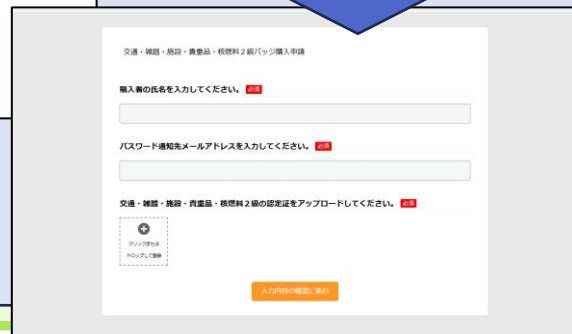 交通・雑踏・施設・貴重品・核燃料２級バッジ購入申請
購入者の氏名を入力してください。 必須
パスワード通知先メールアドレスを入力してください。 必須
交通・雑踏・施設・貴重品・核燃料２級の認定証をアップロードしてください。 必須
クリックまたは
ドロップして登録
入力内容の確認に進む